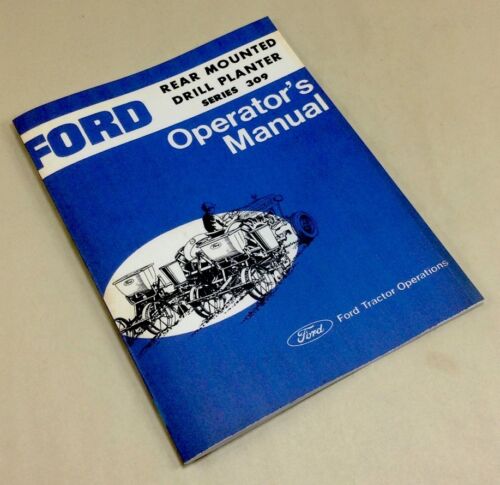 FORD
REAR MOUNTED
DRILL PLANTER
SERIES 309
Operator's
Manual
Ford
Ford Tractor Operations